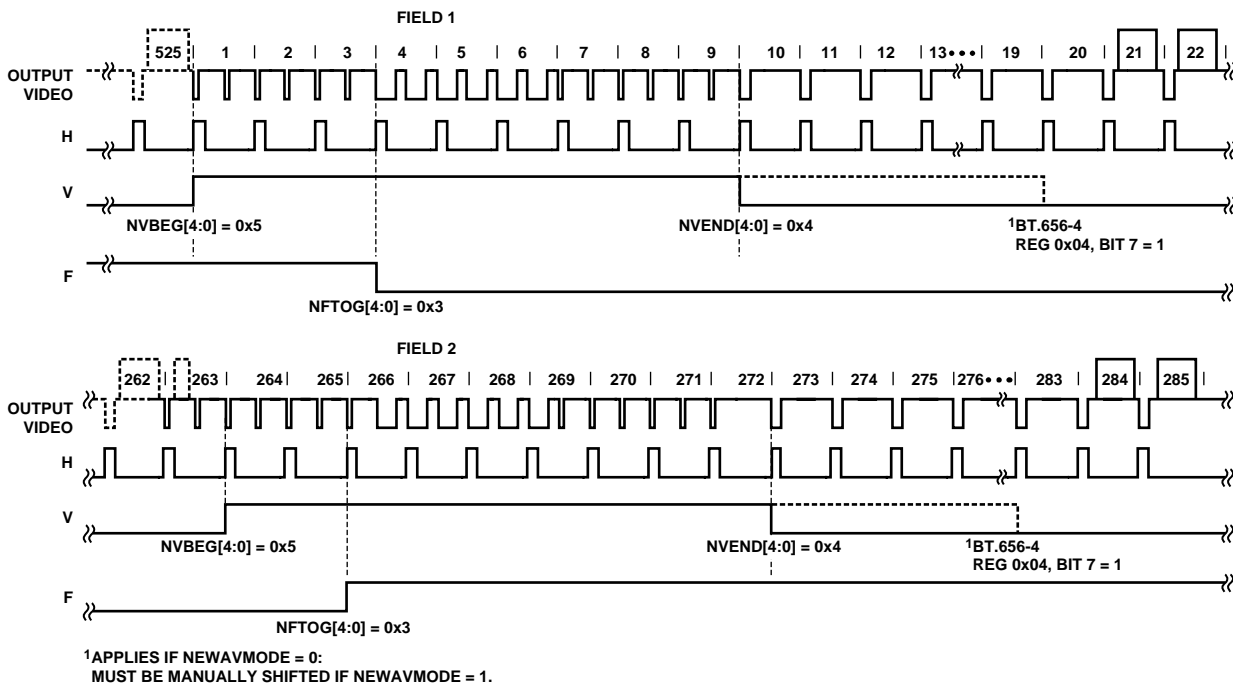 FIELD 1
525 1 2 3 4 5 6 7 8 9 10 11 12 13••• 19 20 21 22
OUTPUT
VIDEO
H
V
NVBEG[4:0] = 0x5
NVEND[4:0] = 0x4
1BT.656-4
REG 0x04, BIT 7 = 1
F
NFTOG[4:0] = 0x3
FIELD 2
262 263 264 265 266 267 268 269 270 271 272 273 274 275 276••• 283 284 285
OUTPUT
VIDEO
H
V
NVBEG[4:0] = 0x5
NVEND[4:0] = 0x4
1BT.656-4
REG 0x04, BIT 7 = 1
F
NFTOG[4:0] = 0x3
1APPLIES IF NEWAVMODE = 0:
MUST BE MANUALLY SHIFTED IF NEWAVMODE = 1.